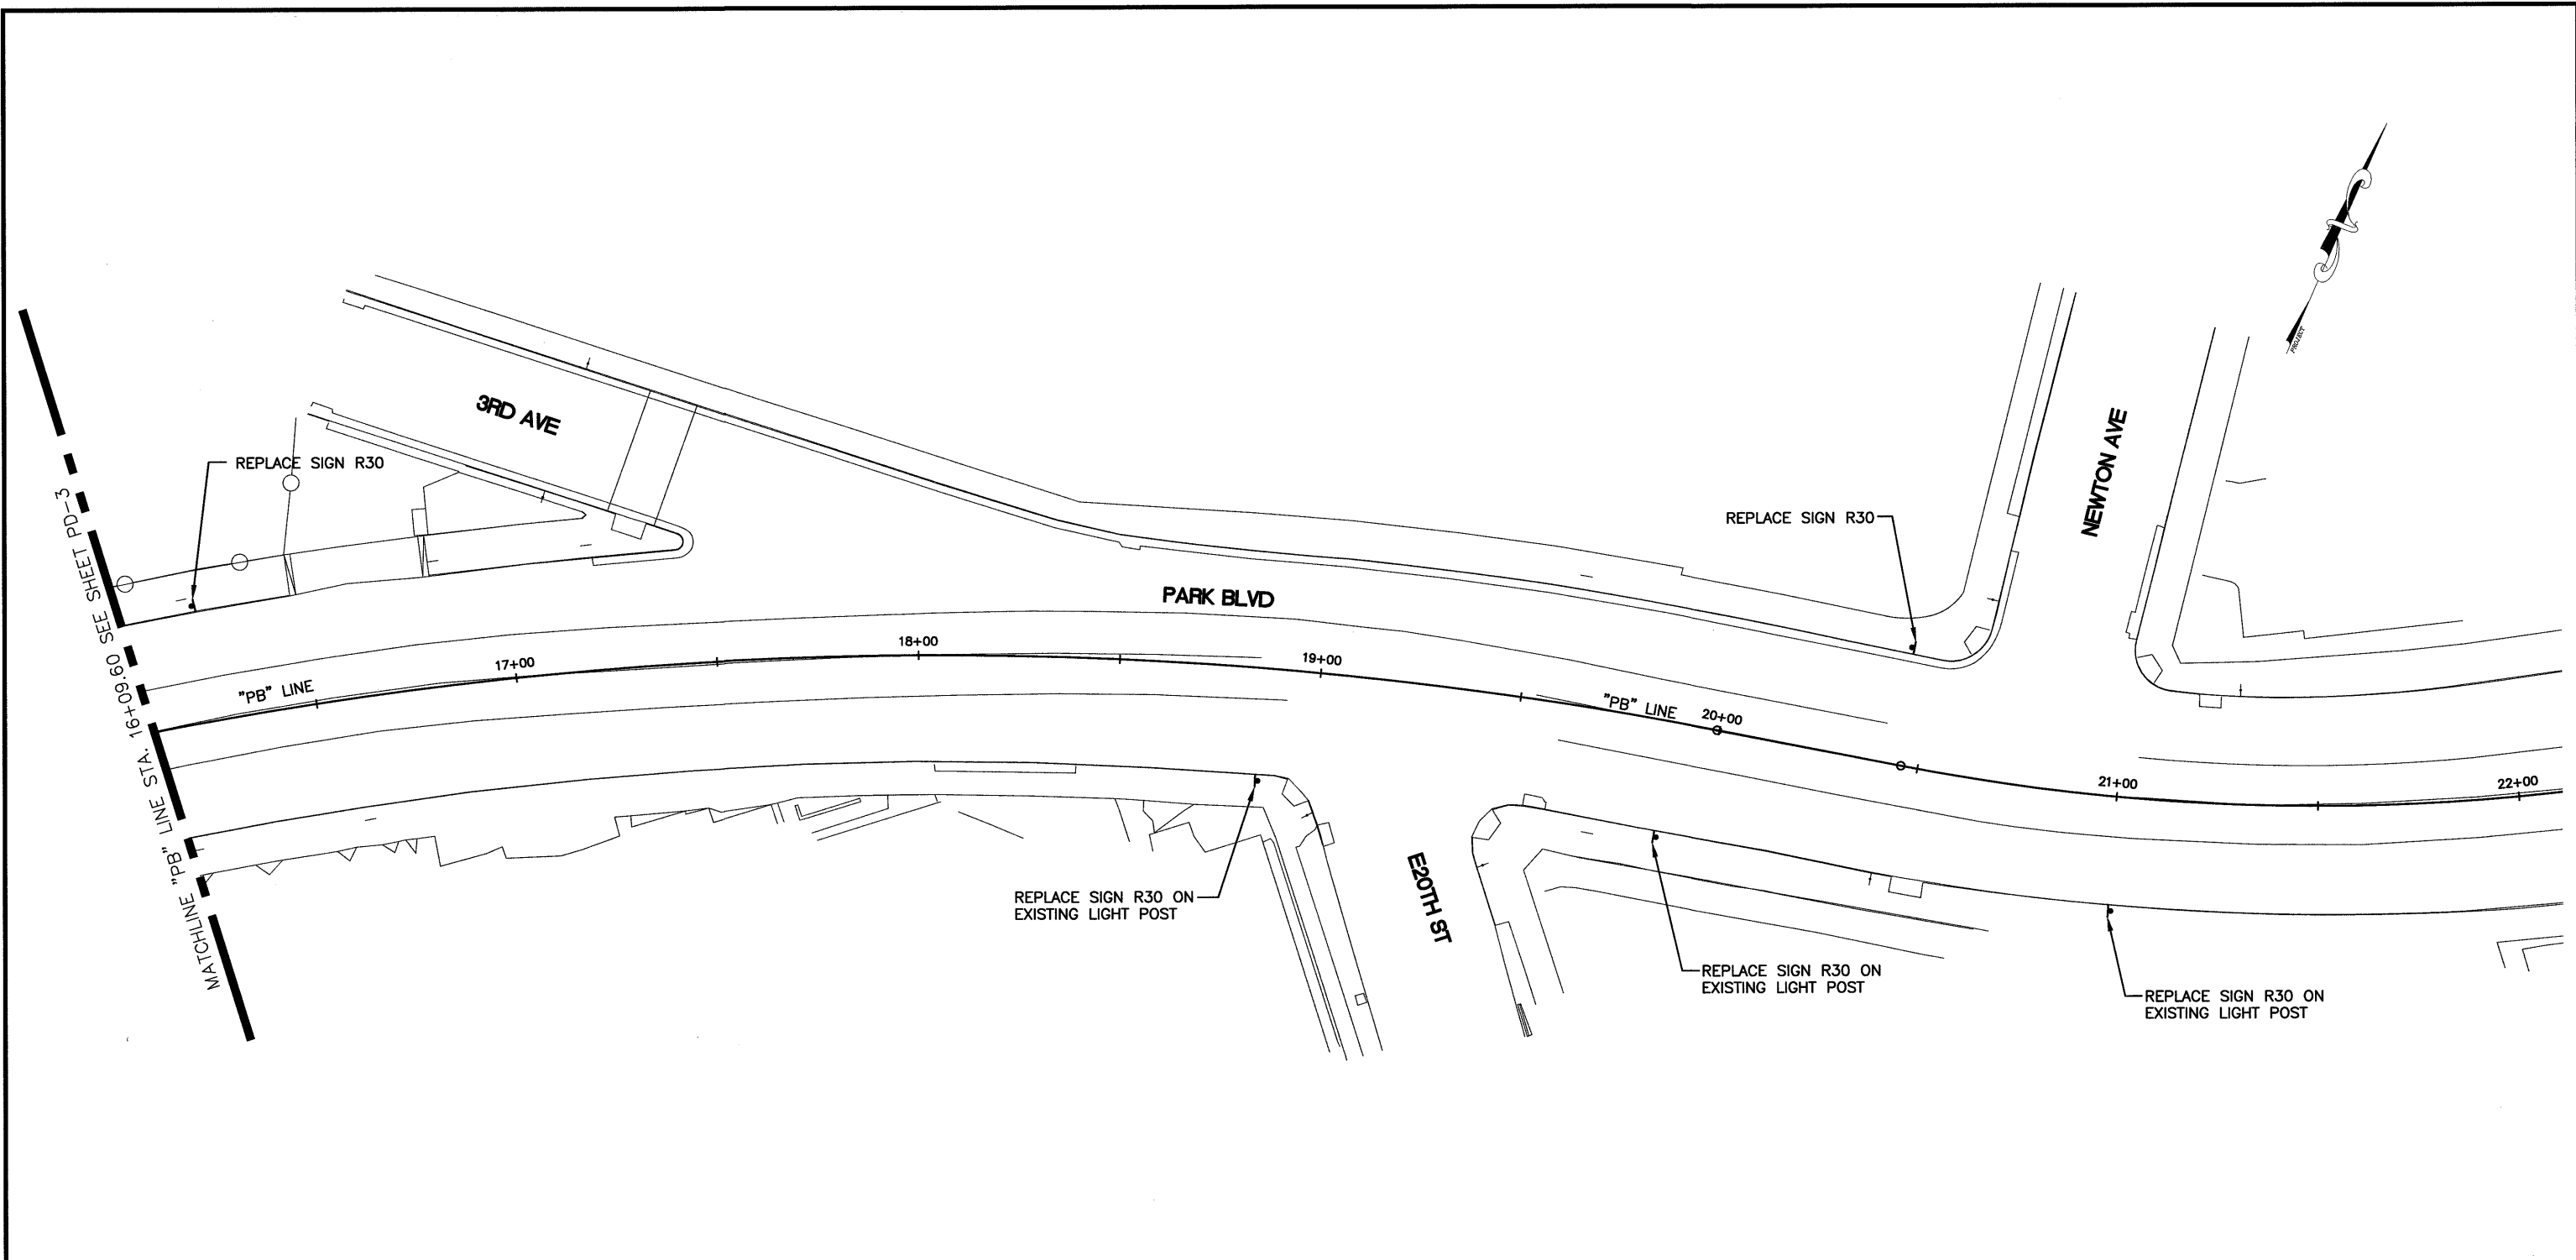 PROJECT
3RD AVE
REPLACE SIGN R30
NEWTON AVE
REPLACE SIGN R30
PARK BLVD
MATCHLINE "PB" LINE STA. 16+09.60 SEE SHEET PD-3
"PB" LINE
17+00
18+00
19+00
"PB" LINE
20+00
21+00
22+00
REPLACE SIGN R30 ON
EXISTING LIGHT POST
E20TH ST
REPLACE SIGN R30 ON
EXISTING LIGHT POST
REPLACE SIGN R30 ON
EXISTING LIGHT POST